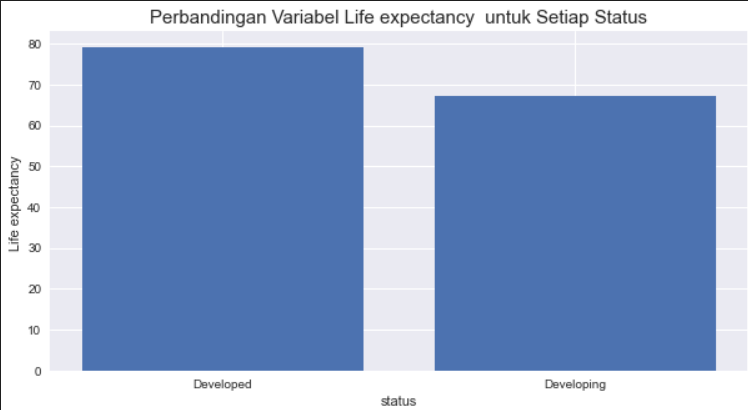 Perbandingan Variabel Life expectancy  untuk Setiap Status
80
70
60
50
40
30
20
10
0
Life expectancy
Developed
Developing
status